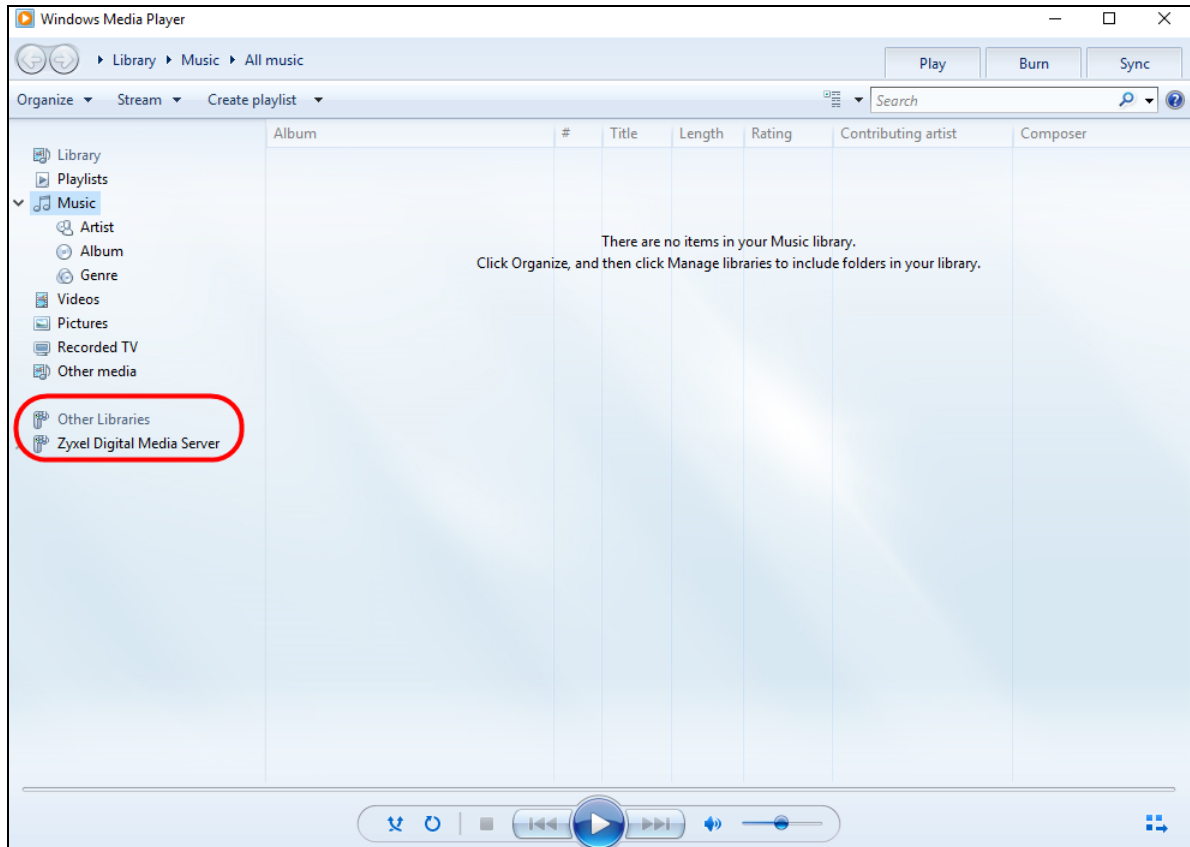 Windows Media Player
Library Music All music
Play Burn Sync
Organize Stream Create playlist Search
Album # Title Length Rating Contributing artist Composer
Library
Playlists
Music
Artist
Album
Genre
Videos
Pictures
Recorded TV
Other media
Other Libraries
Zyxel Digital Media Server
There are no items in your Music library.
Click Organize, and then click Manage libraries to include folders in your library.